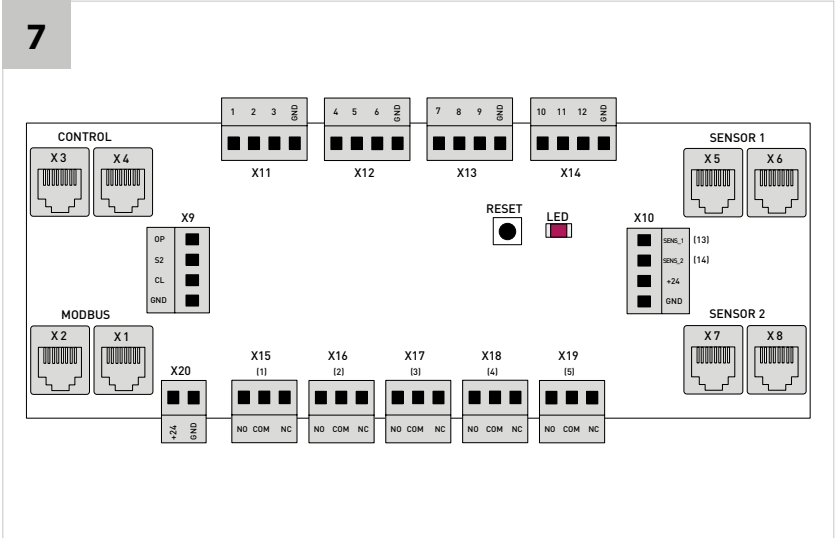 7
1 2 3 GND
4 5 6 GND
7 8 9 GND
10 11 12 GND
CONTROL
SENSOR 1
X3 X4
X11
X12
X13
X14
X5 X6
RESET
LED
X9
OP
S2
CL
GND
X10
SENS_1 (13)
SENS_2 (14)
+24
GND
MODBUS
SENSOR 2
X2 X1
X7 X8
X20
X15
(1)
X16
(2)
X17
(3)
X18
(4)
X19
(5)
+24 GND
NO COM NC
NO COM NC
NO COM NC
NO COM NC
NO COM NC